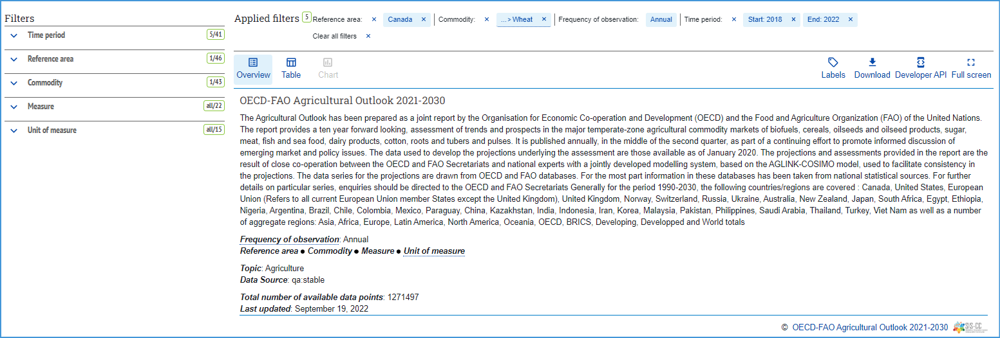 Filters
Time period 5/41
Reference area 1/46
Commodity 1/43
Measure all/22
Unit of measure all/15
Applied filters 5 Reference area: × Canada × Commodity: × ... > Wheat × Frequency of observation: Annual Time period: × Start: 2018 × End: 2022 ×
Clear all filters ×
Overview Table Chart Labels Download Developer API Full screen
OECD-FAO Agricultural Outlook 2021-2030
The Agricultural Outlook has been prepared as a joint report by the Organisation for Economic Co-operation and Development (OECD) and the Food and Agriculture Organization (FAO) of the United Nations.
The report provides a ten year forward looking, assessment of trends and prospects in the major temperate-zone agricultural commodity markets of biofuels, cereals, oilseeds and oilseed products, sugar,
meat, fish and sea food, dairy products, cotton, roots and tubers and pulses. It is published annually, in the middle of the second quarter, as part of a continuing effort to promote informed discussion of
emerging market and policy issues. The data used to develop the projections underlying the assessment are those available as of January 2020. The projections and assessments provided in the report are the
result of close co-operation between the OECD and FAO Secretariats and national experts with a jointly developed modelling system, based on the AGLINK-COSIMO model, used to facilitate consistency in
the projections. The data series for the projections are drawn from OECD and FAO databases. For the most part information in these databases has been taken from national statistical sources. For further
details on particular series, enquiries should be directed to the OECD and FAO Secretariats Generally for the period 1990-2030, the following countries/regions are covered : Canada, United States, European
Union (Refers to all current European Union member States except the United Kingdom), United Kingdom, Norway, Switzerland, Russia, Ukraine, Australia, New Zealand, Japan, South Africa, Egypt, Ethiopia,
Nigeria, Argentina, Brazil, Chile, Colombia, Mexico, Paraguay, China, Kazakhstan, India, Indonesia, Iran, Korea, Malaysia, Pakistan, Philippines, Saudi Arabia, Thailand, Turkey, Viet Nam as well as a number
of aggregate regions: Asia, Africa, Europe, Latin America, North America, Oceania, OECD, BRICS, Developing, Developped and World totals
Frequency of observation: Annual
Reference area ● Commodity ● Measure ● Unit of measure
Topic: Agriculture
Data Source: qa:stable
Total number of available data points: 1271497
Last updated: September 19, 2022
© OECD-FAO Agricultural Outlook 2021-2030 SIS-CC